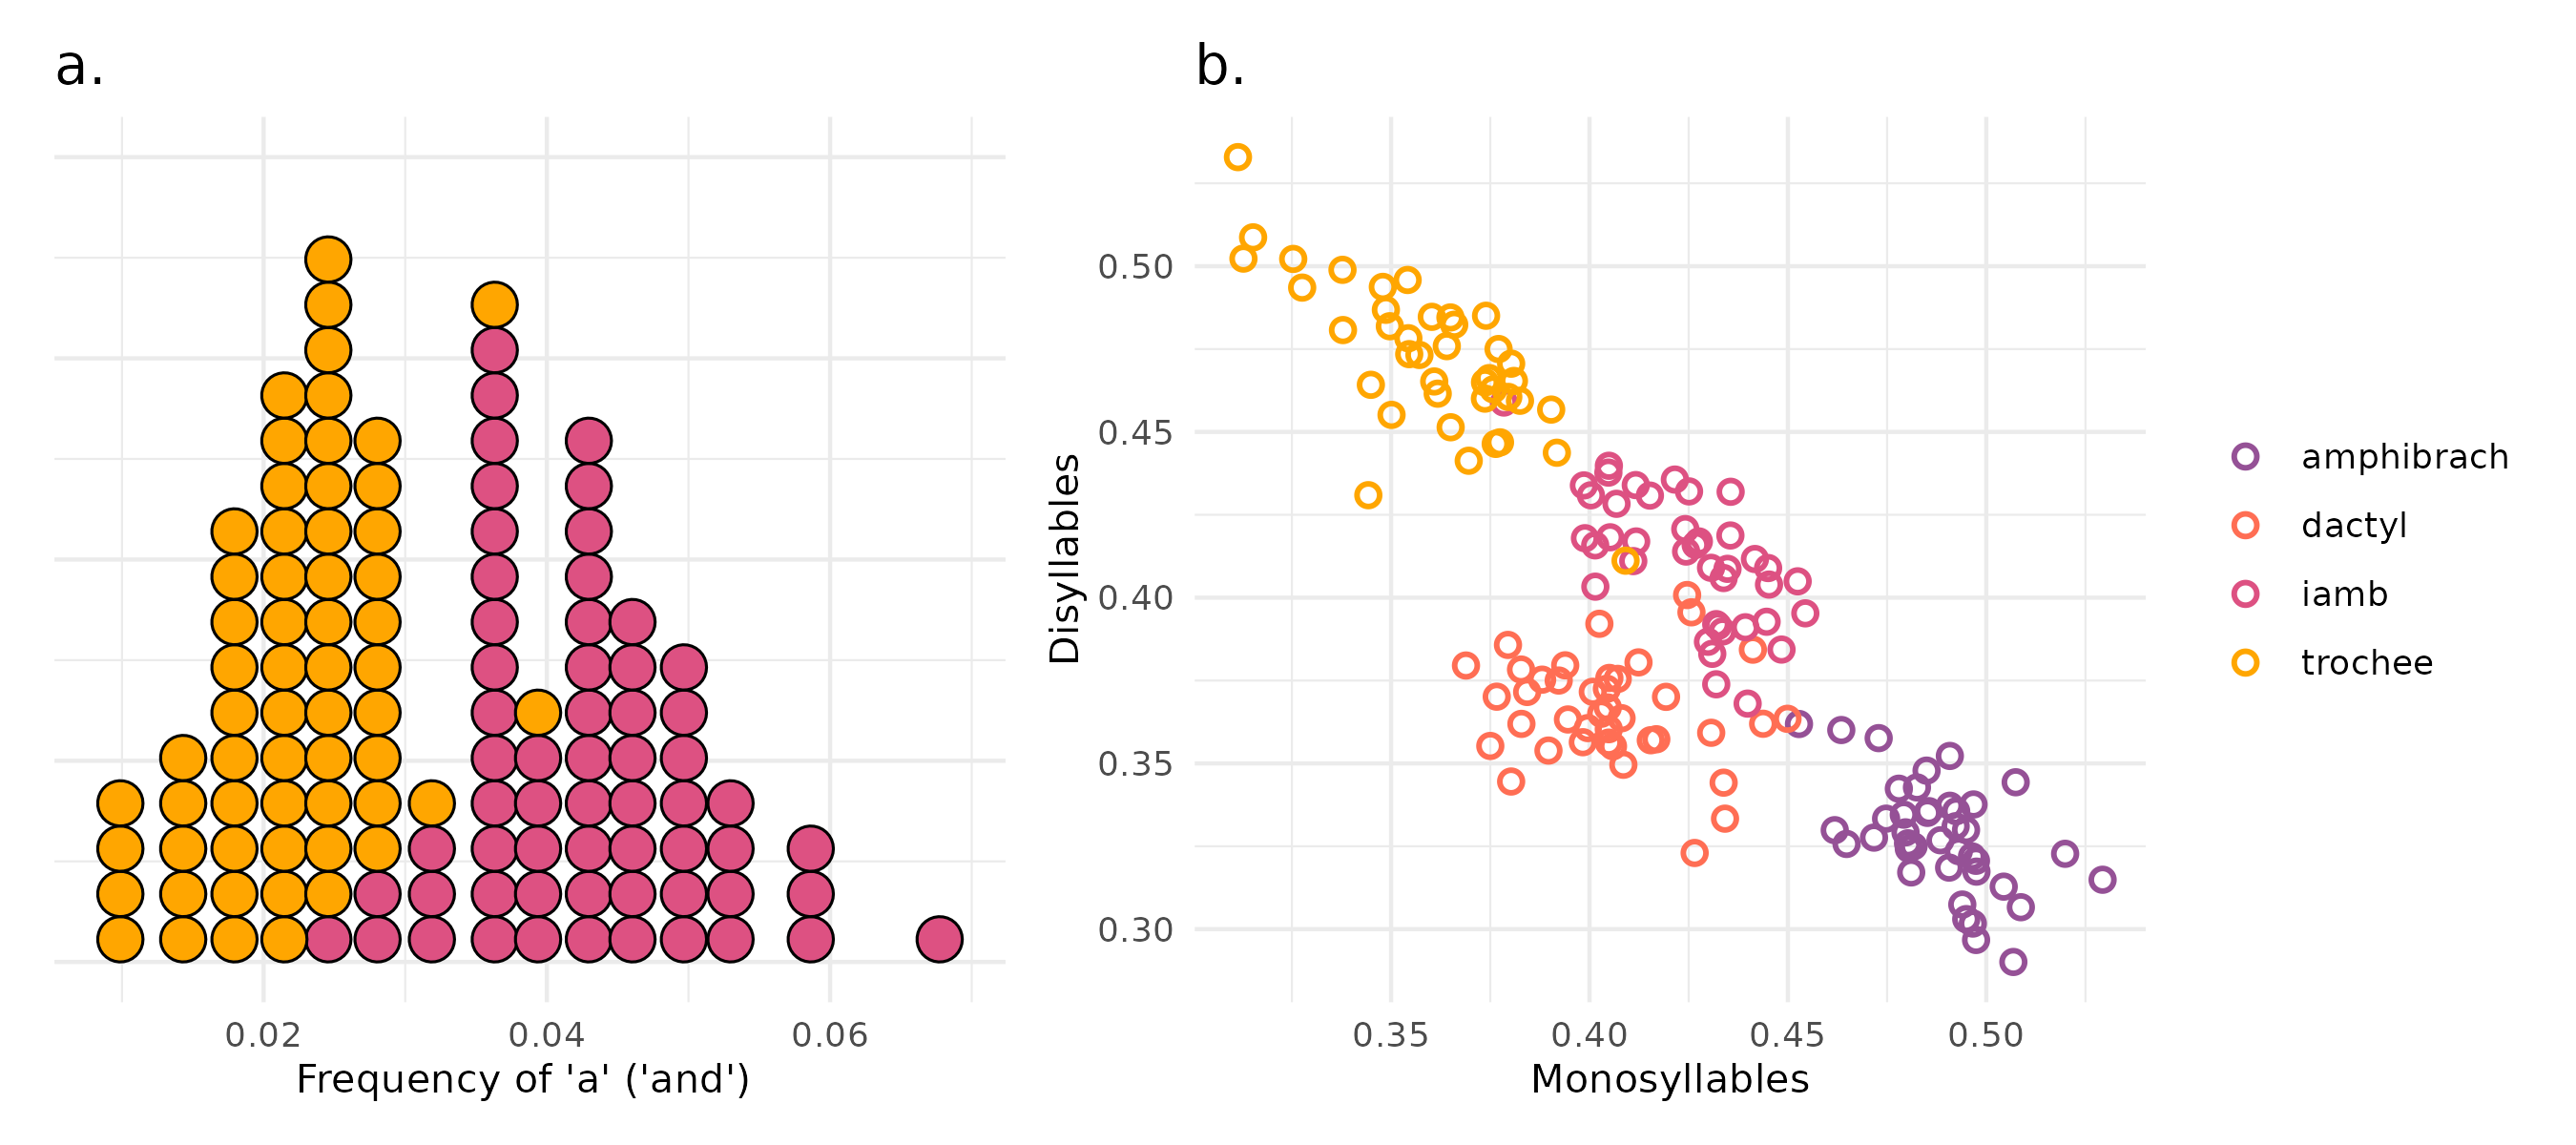 a.
0.02
0.04
0.06
Frequency of 'a' ('and')
b.
Disyllables
0.50
0.45
0.40
0.35
0.30
0.35
0.40
0.45
0.50
Monosyllables
amphibrach
dactyl
iamb
trochee